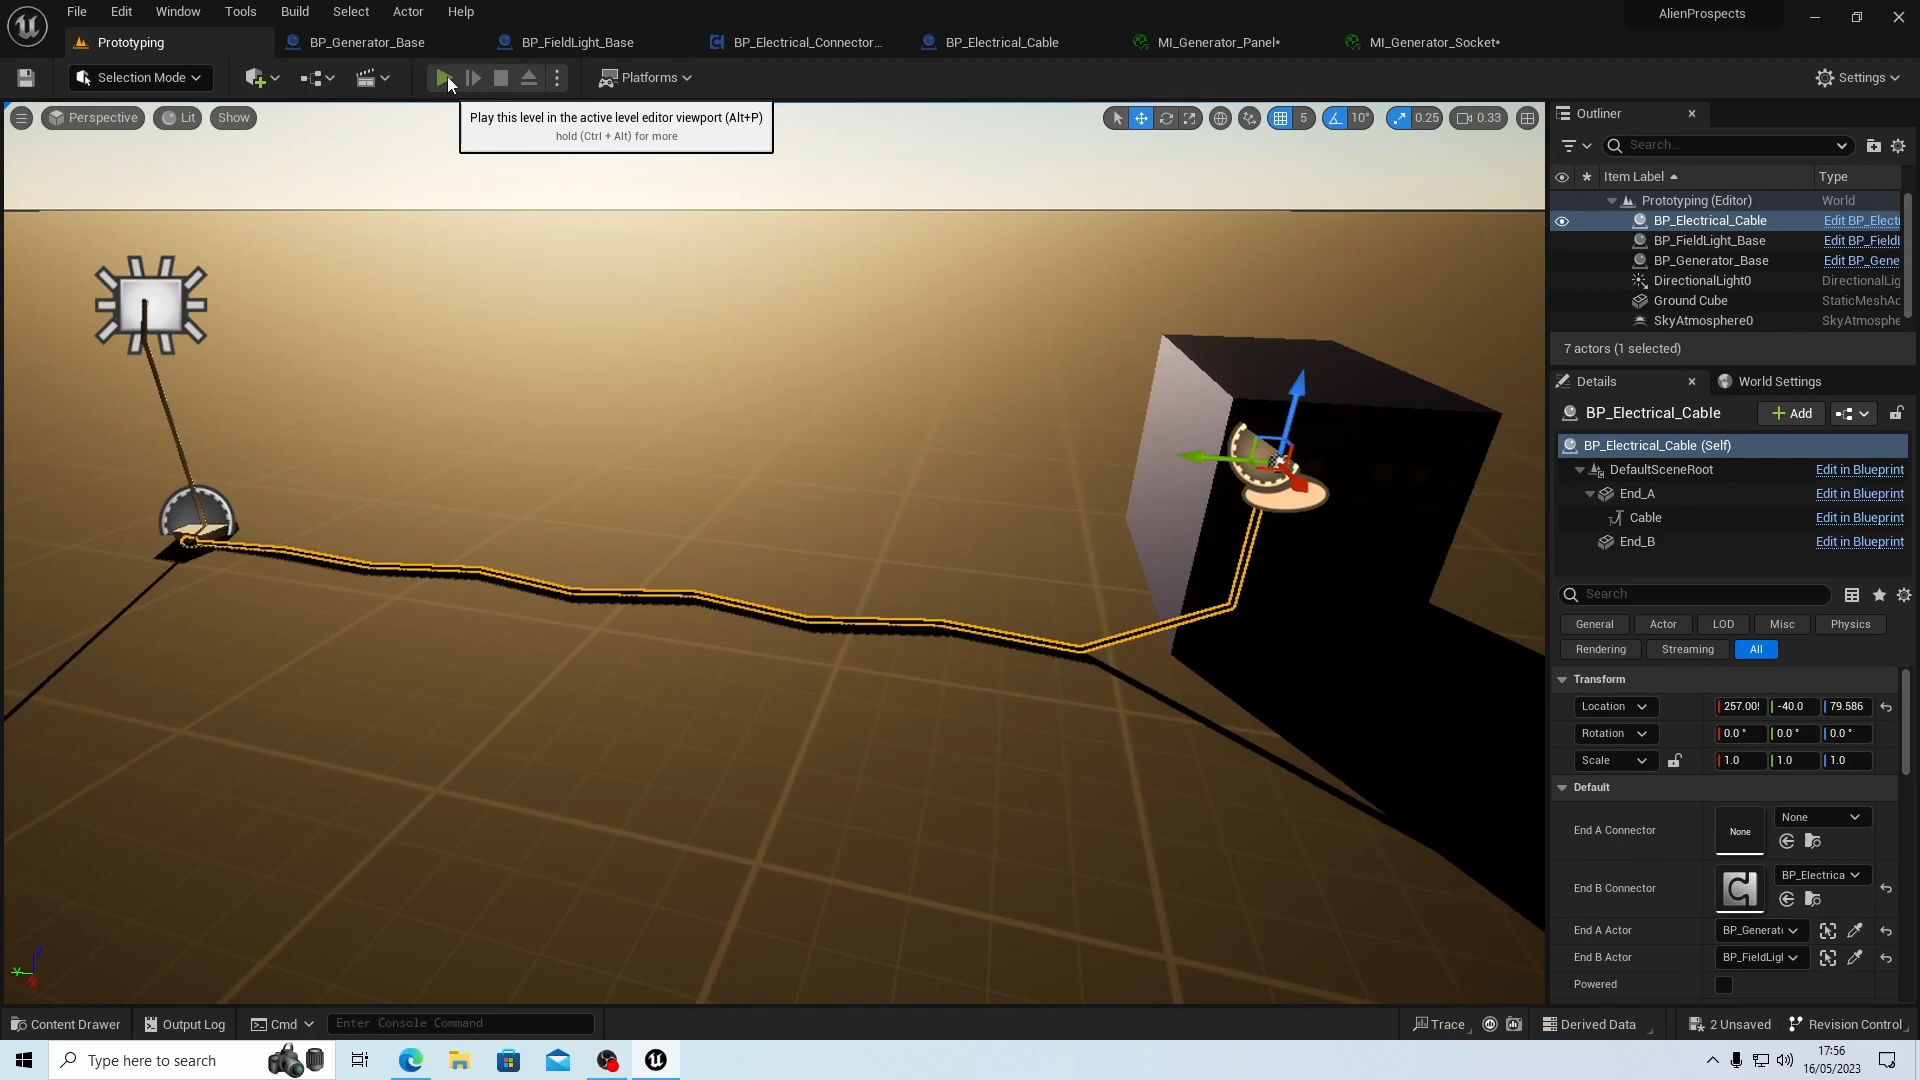 File Edit Window Tools Build Select Actor Help
AlienProspects
Prototyping
BP_Generator_Base
BP_FieldLight_Base
BP_Electrical_Connector...
BP_Electrical_Cable
MI_Generator_Panel*
MI_Generator_Socket*
Selection Mode
Platforms
Settings
Play this level in the active level editor viewport (Alt+P)
hold (Ctrl + Alt) for more
Perspective
Lit
Show
5
10°
0.25
0.33
Outliner
Search...
Item Label
Type
Prototyping (Editor) World
BP_Electrical_Cable Edit BP_Electr
BP_FieldLight_Base Edit BP_FieldL
BP_Generator_Base Edit BP_Gene
DirectionalLight0 DirectionalLig
Ground Cube StaticMeshAc
SkyAtmosphere0 SkyAtmosphe
7 actors (1 selected)
Details
World Settings
BP_Electrical_Cable
Add
BP_Electrical_Cable (Self)
DefaultSceneRoot Edit in Blueprint
End_A Edit in Blueprint
Cable Edit in Blueprint
End_B Edit in Blueprint
Search
General Actor LOD Misc Physics
Rendering Streaming All
Transform
Location 257.00 -40.0 79.586
Rotation 0.0 ° 0.0 ° 0.0 °
Scale 1.0 1.0 1.0
Default
End A Connector None None
End B Connector BP_Electrica
End A Actor BP_Generat
End B Actor BP_FieldLigl
Powered
Content Drawer
Output Log
Cmd
Enter Console Command
Trace
Derived Data
2 Unsaved
Revision Control
Type here to search
17:56
16/05/2023